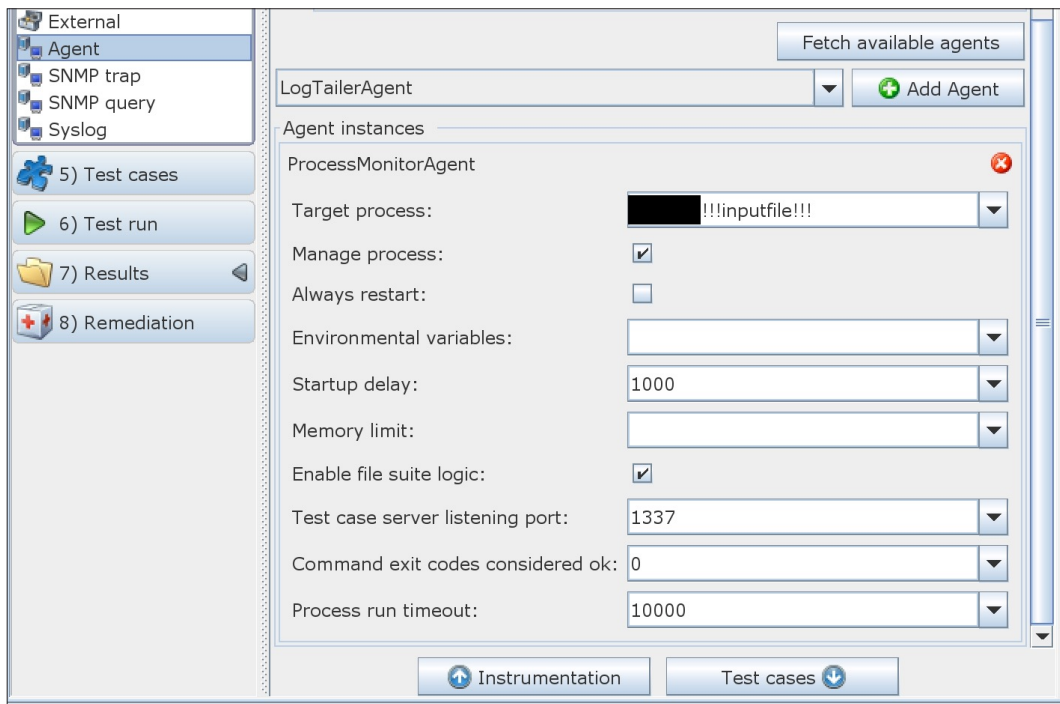 External
Agent
SNMP trap
SNMP query
Syslog
5) Test cases
6) Test run
7) Results
8) Remediation
Fetch available agents
LogTailerAgent
Add Agent
Agent instances
ProcessMonitorAgent
Target process: !!!inputfile!!!
Manage process:
Always restart:
Environmental variables:
Startup delay: 1000
Memory limit:
Enable file suite logic:
Test case server listening port: 1337
Command exit codes considered ok: 0
Process run timeout: 10000
Instrumentation
Test cases